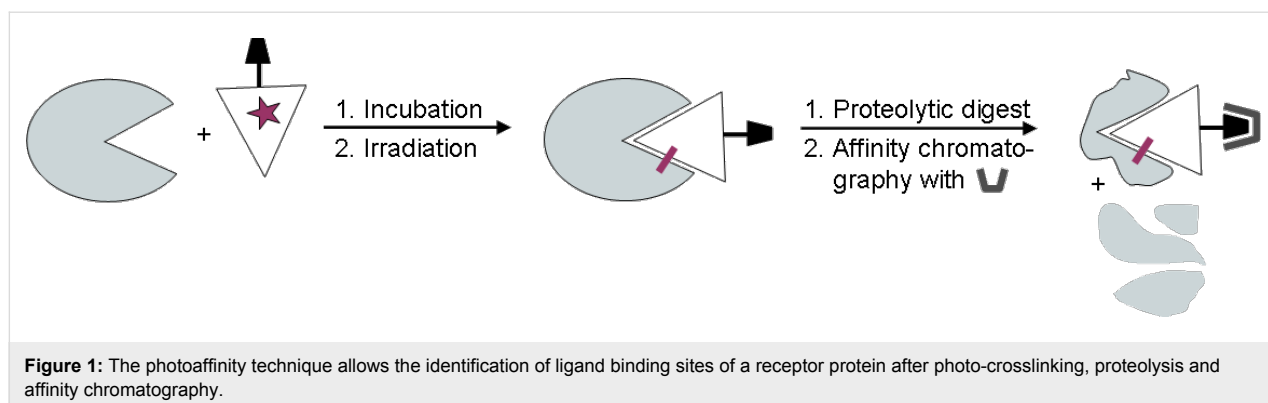 +
1. Incubation
2. Irradiation
1. Proteolytic digest
2. Affinity chromato-
graphy with
+
Figure 1: The photoaffinity technique allows the identification of ligand binding sites of a receptor protein after photo-crosslinking, proteolysis and
affinity chromatography.